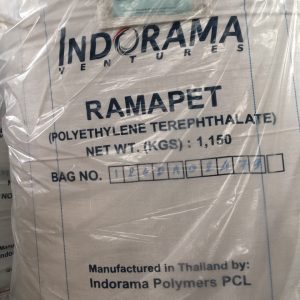 INDORAMA
VENTURES
RAMAPET
(POLYETHYLENE TEREPHTHALATE)
NET WT. (KGS) : 1,150
BAG NO.
Manufactured in Thailand by:
Indorama Polymers PCL